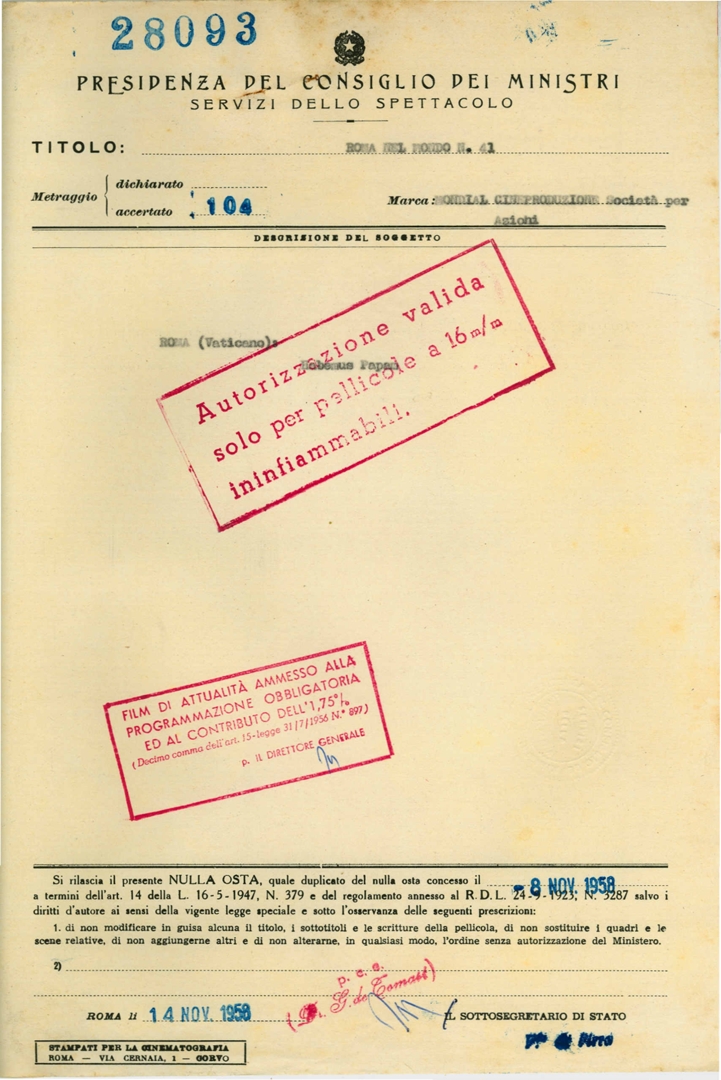 28093
PRESIDENZA DEL CONSIGLIO DEI MINISTRI
SERVIZI DELLO SPETTACOLO
TITOLO: ROMA NEL MONDO N. 41
Metraggio
dichiarato
accertato 104
Marca: MONDIAL CINEPRODUZIONE Società per
Azioni
DESCRIZIONE DEL SOGGETTO
ROMA (Vaticano):
Habemus Papam
Autorizzazione valida
solo per pellicole a 16 m/m
ininfiammabili.
FILM DI ATTUALITÀ AMMESSO ALLA
PROGRAMMAZIONE OBBLIGATORIA
ED AL CONTRIBUTO DELL'1,75%
(Decimo comma dell'art. 15-legge 31/7/1956 N.° 897)
p. IL DIRETTORE GENERALE
Si rilascia il presente NULLA OSTA, quale duplicato del nulla osta concesso il - 8 NOV. 1958
a termini dell'art. 14 della L. 16-5-1947, N. 379 e del regolamento annesso al R.D.L. 24-9-1923, N. 3287 salvo i
diritti d'autore ai sensi della vigente legge speciale e sotto l'osservanza delle seguenti prescrizioni:
1. di non modificare in guisa alcuna il titolo, i sottotitoli e le scritture della pellicola, di non sostituire i quadri e le
scene relative, di non aggiungerne altri e di non alterarne, in qualsiasi modo, l'ordine senza autorizzazione del Ministero.
2)
p. c. c.
(Dr. G. de Tomasi)
ROMA li 14 NOV. 1958
IL SOTTOSEGRETARIO DI STATO
STAMPATI PER LA CINEMATOGRAFIA
ROMA — VIA CERNAIA, 1 — CORVO